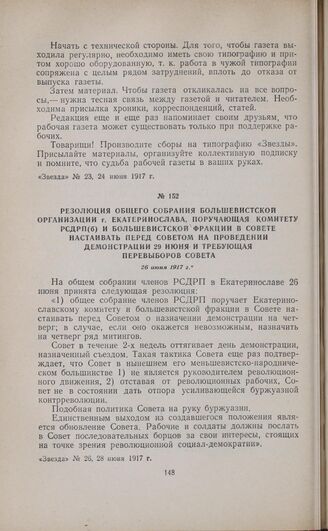 Начать с технической стороны. Для того, чтобы газета вы-
ходила регулярно, необходимо иметь свою типографию и при-
том хорошо оборудованную, т. к. работа в чужой типографии
сопряжена с целым рядом затруднений, вплоть до отказа от
выпуска газеты.
Затем материал. Чтобы газета откликалась на все вопро-
сы,— нужна тесная связь между газетой и читателем. Необхо-
дима присылка хроники, корреспонденций, статей.
Редакция еще и еще раз напоминает своим друзьям, что
рабочая газета может существовать только при поддержке ра-
бочих.
Товарищи! Производите сборы на типографию «Звезды».
Присылайте материалы, организуйте коллективную подписку
и помните, что судьба рабочей газеты в ваших руках.
«Звезда» № 23, 24 июня 1917 г.
№ 152
РЕЗОЛЮЦИЯ ОБЩЕГО СОБРАНИЯ БОЛЬШЕВИСТСКОЙ
ОРГАНИЗАЦИИ г. ЕКАТЕРИНОСЛАВА, ПОРУЧАЮЩАЯ КОМИТЕТУ
РСДРП(б) И БОЛЬШЕВИСТСКОЙ ФРАКЦИИ В СОВЕТЕ
НАСТАИВАТЬ ПЕРЕД СОВЕТОМ НА ПРОВЕДЕНИИ
ДЕМОНСТРАЦИИ 29 ИЮНЯ И ТРЕБУЮЩАЯ
ПЕРЕВЫБОРОВ СОВЕТА
26 июня 1917 г.*
На общем собрании членов РСДРП в Екатеринославе 26
июня принята следующая резолюция:
«1) общее собрание членов РСДРП поручает Екатерино-
славскому комитету и большевистской фракции в Совете на-
стаивать перед Советом о назначении демонстрации на чет-
верг; в случае, если оно окажется невозможным, назначить
на четверг ряд митингов.
Совет в течение 2-х недель оттягивает день демонстрации,
назначенный съездом. Такая тактика Совета еще раз подтвер-
ждает, что Совет в нынешнем его меньшевистско-народниче-
ском большинстве 1) не является руководителем революцион-
ного движения, 2) отставая от революционных рабочих, Со-
вет не в состоянии дать отпора усиливающейся буржуазной
контрреволюции.
Подобная политика Совета на руку буржуазии.
Единственным выходом из создавшегося положения явля-
ется обновление Совета. Рабочие и солдаты должны послать
в Совет последовательных борцов за свои интересы, стоящих
на точке зрения революционной социал-демократии».
«Звезда» № 26, 28 июня 1917 г.
148